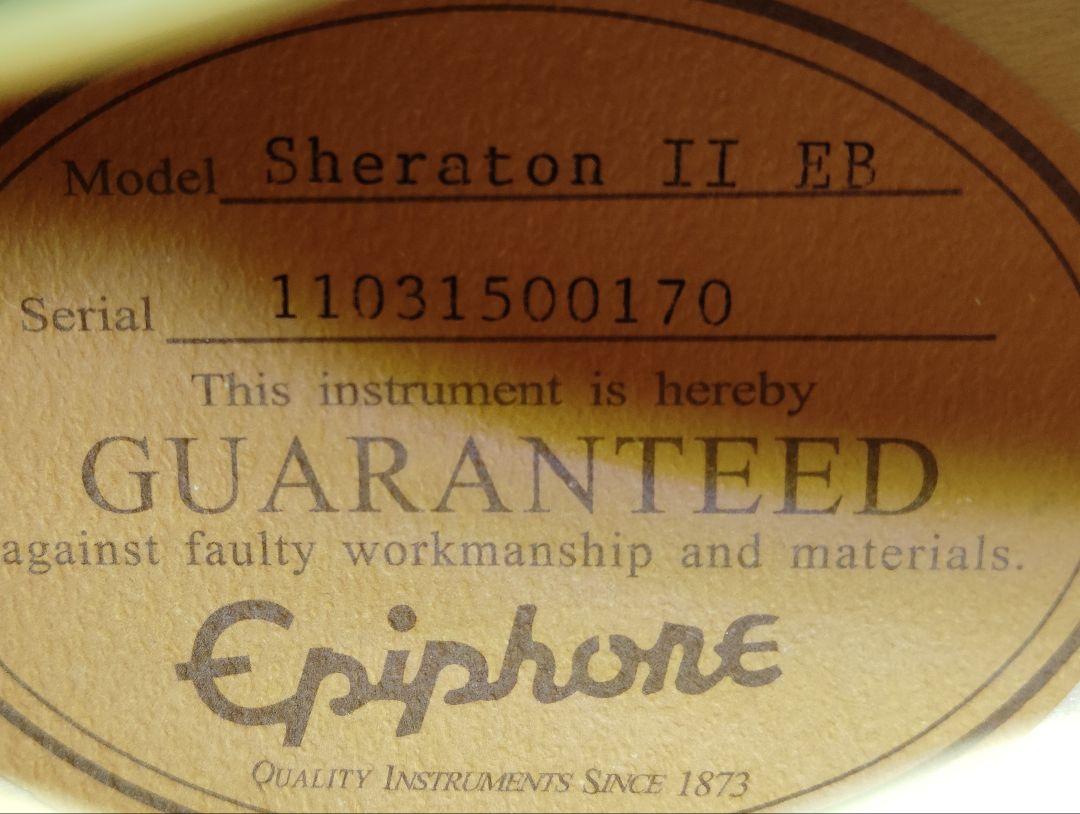 Model Sheraton II EB
Serial 11031500170
This instrument is hereby
GUARANTEED
against faulty workmanship and materials.
Epiphone
QUALITY INSTRUMENTS SINCE 1873